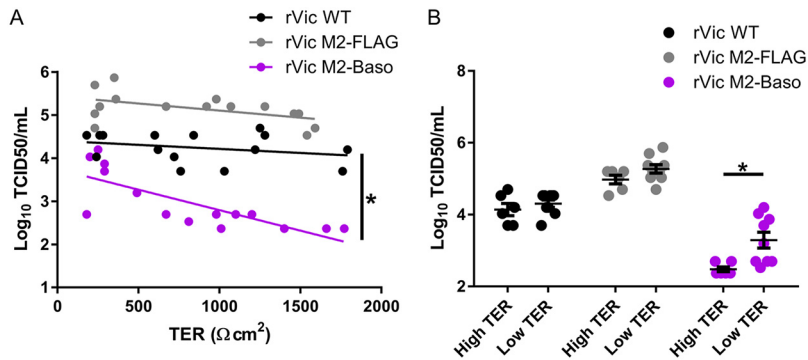 A
rVic WT
rVic M2-FLAG
rVic M2-Baso
Log10 TCID50/mL
6
5
4
3
2
1
*
0
500
1000
1500
2000
TER (Ωcm²)
B
rVic WT
rVic M2-FLAG
rVic M2-Baso
Log10 TCID50/mL
8
6
4
2
*
High TER
Low TER
High TER
Low TER
High TER
Low TER